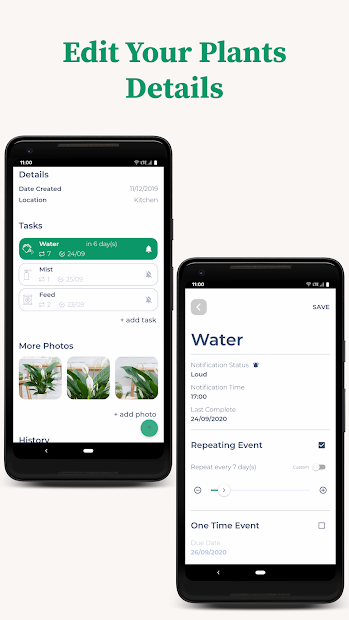 Edit Your Plants
Details
11:00
Details
Date Created 11/12/2019
Location Kitchen
Tasks
Water in 6 day(s)
7 24/09
Mist
1 25/09
Feed
2 23/09
+ add task
More Photos
+ add photo
History
11:00
SAVE
Water
Notification Status
Loud
Notification Time
17:00
Last Complete
24/09/2020
Repeating Event
Repeat every 7 day(s) Custom
One Time Event
Due Date
26/09/2020